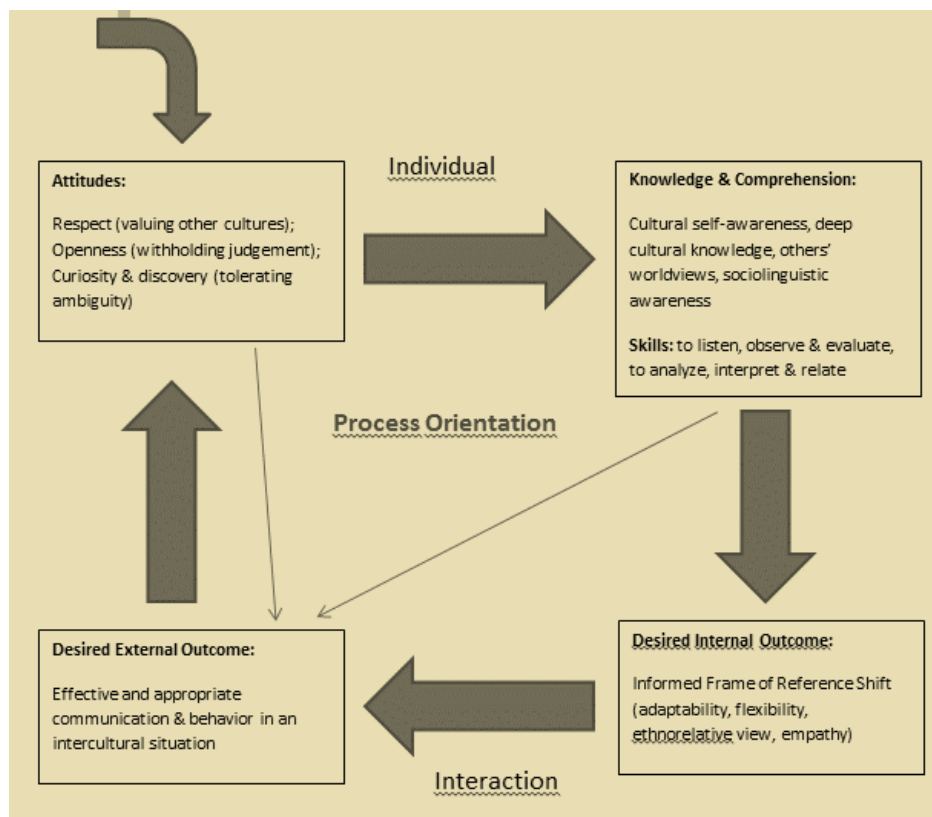 Individual
Attitudes:
Respect (valuing other cultures);
Openness (withholding judgement);
Curiosity & discovery (tolerating
ambiguity)
Knowledge & Comprehension:
Cultural self-awareness, deep
cultural knowledge, others'
worldviews, sociolinguistic
awareness
Skills: to listen, observe & evaluate,
to analyze, interpret & relate
Process Orientation
Desired External Outcome:
Effective and appropriate
communication & behavior in an
intercultural situation
Desired Internal Outcome:
Informed Frame of Reference Shift
(adaptability, flexibility,
ethnorelative view, empathy)
Interaction